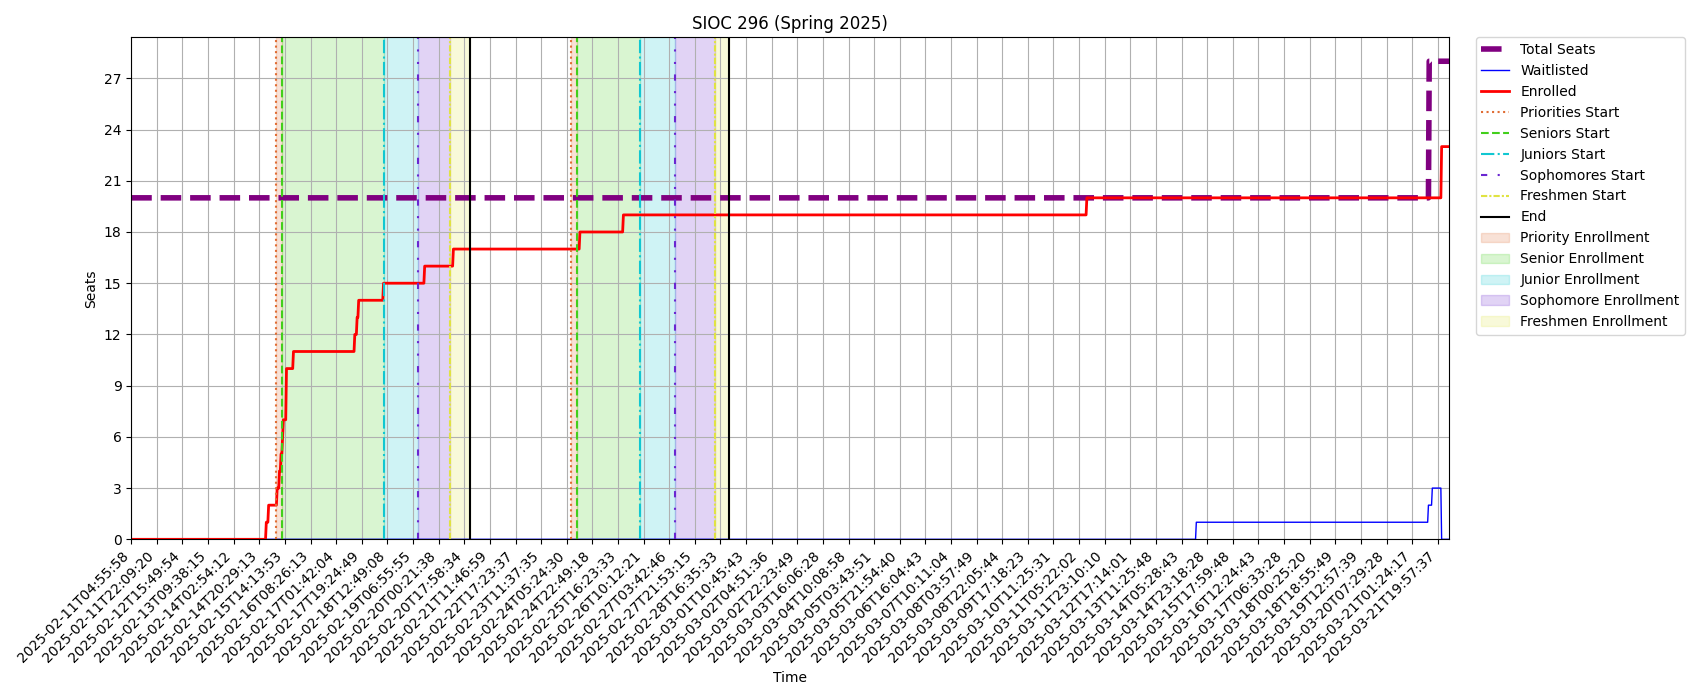 SIOC 296 (Spring 2025)
27
24
21
18
15
12
9
6
3
0
Seats
2025-02-11T04:55:58
2025-02-11T22:09:20
2025-02-12T15:49:54
2025-02-13T09:38:15
2025-02-14T02:54:12
2025-02-14T20:29:13
2025-02-15T14:13:53
2025-02-16T08:26:13
2025-02-17T01:42:04
2025-02-17T19:24:49
2025-02-18T12:49:08
2025-02-19T06:55:55
2025-02-20T00:21:38
2025-02-20T17:58:34
2025-02-21T11:46:59
2025-02-22T17:23:37
2025-02-23T11:37:35
2025-02-24T05:24:30
2025-02-24T22:49:18
2025-02-25T16:23:33
2025-02-26T10:12:21
2025-02-27T03:42:46
2025-02-27T21:53:15
2025-02-28T16:35:33
2025-03-01T10:45:43
2025-03-02T04:51:36
2025-03-02T22:23:49
2025-03-03T16:06:28
2025-03-04T10:08:58
2025-03-05T03:43:51
2025-03-05T21:54:40
2025-03-06T16:04:43
2025-03-07T10:11:04
2025-03-08T03:57:49
2025-03-08T22:05:44
2025-03-09T17:18:23
2025-03-10T11:25:31
2025-03-11T05:22:02
2025-03-11T23:10:10
2025-03-12T17:14:01
2025-03-13T11:25:48
2025-03-14T05:28:43
2025-03-14T23:18:28
2025-03-15T17:59:48
2025-03-16T12:24:43
2025-03-17T06:33:28
2025-03-18T00:25:20
2025-03-18T18:55:49
2025-03-19T12:57:39
2025-03-20T07:29:28
2025-03-21T01:24:17
2025-03-21T19:57:37
Time
Total Seats
Waitlisted
Enrolled
Priorities Start
Seniors Start
Juniors Start
Sophomores Start
Freshmen Start
End
Priority Enrollment
Senior Enrollment
Junior Enrollment
Sophomore Enrollment
Freshmen Enrollment